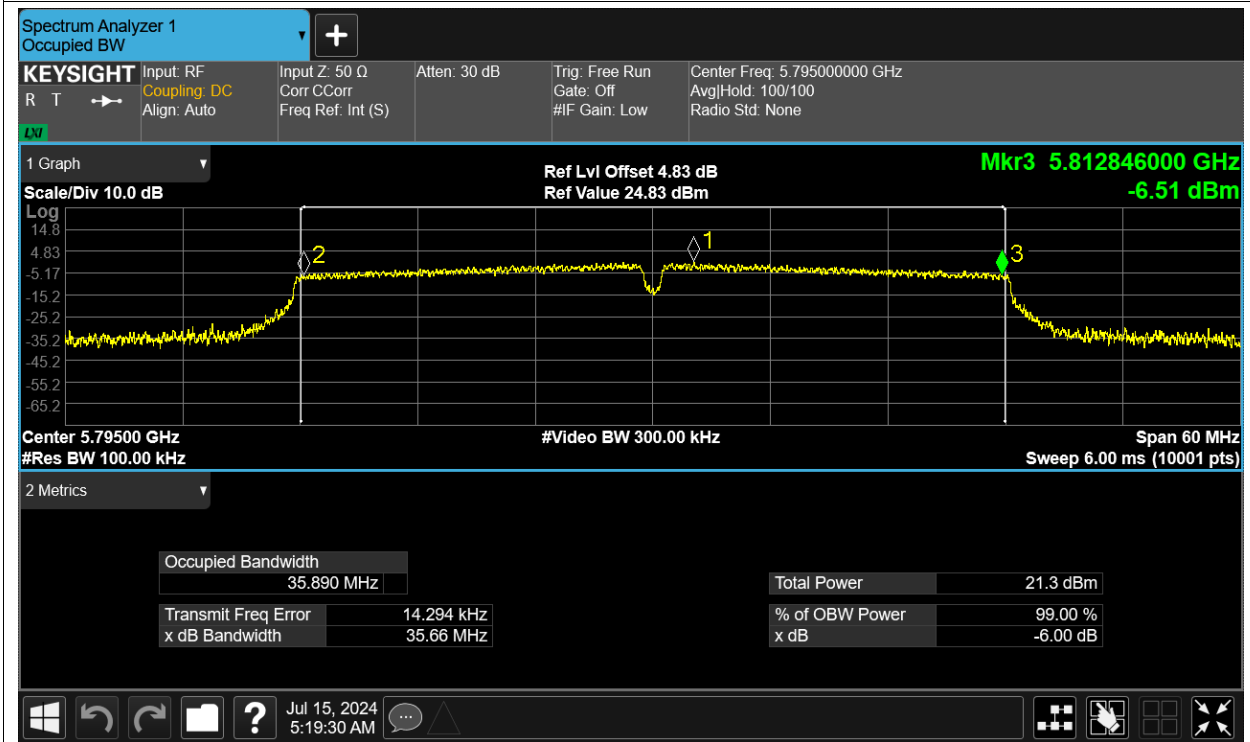 Spectrum Analyzer 1
Occupied BW
KEYSIGHT
R T
LXI
Input: RF
Coupling: DC
Align: Auto
Input Z: 50 Ω
Corr CCorr
Freq Ref: Int (S)
Atten: 30 dB
Trig: Free Run
Gate: Off
#IF Gain: Low
Center Freq: 5.795000000 GHz
Avg|Hold: 100/100
Radio Std: None
1 Graph
Scale/Div 10.0 dB
Ref Lvl Offset 4.83 dB
Ref Value 24.83 dBm
Mkr3 5.812846000 GHz
-6.51 dBm
Log
14.8
4.83
-5.17
-15.2
-25.2
-35.2
-45.2
-55.2
-65.2
2
1
3
Center 5.79500 GHz
#Video BW 300.00 kHz
Span 60 MHz
#Res BW 100.00 kHz
Sweep 6.00 ms (10001 pts)
2 Metrics
Occupied Bandwidth
35.890 MHz
Transmit Freq Error 14.294 kHz
x dB Bandwidth 35.66 MHz
Total Power 21.3 dBm
% of OBW Power 99.00 %
x dB -6.00 dB
?
Jul 15, 2024
5:19:30 AM